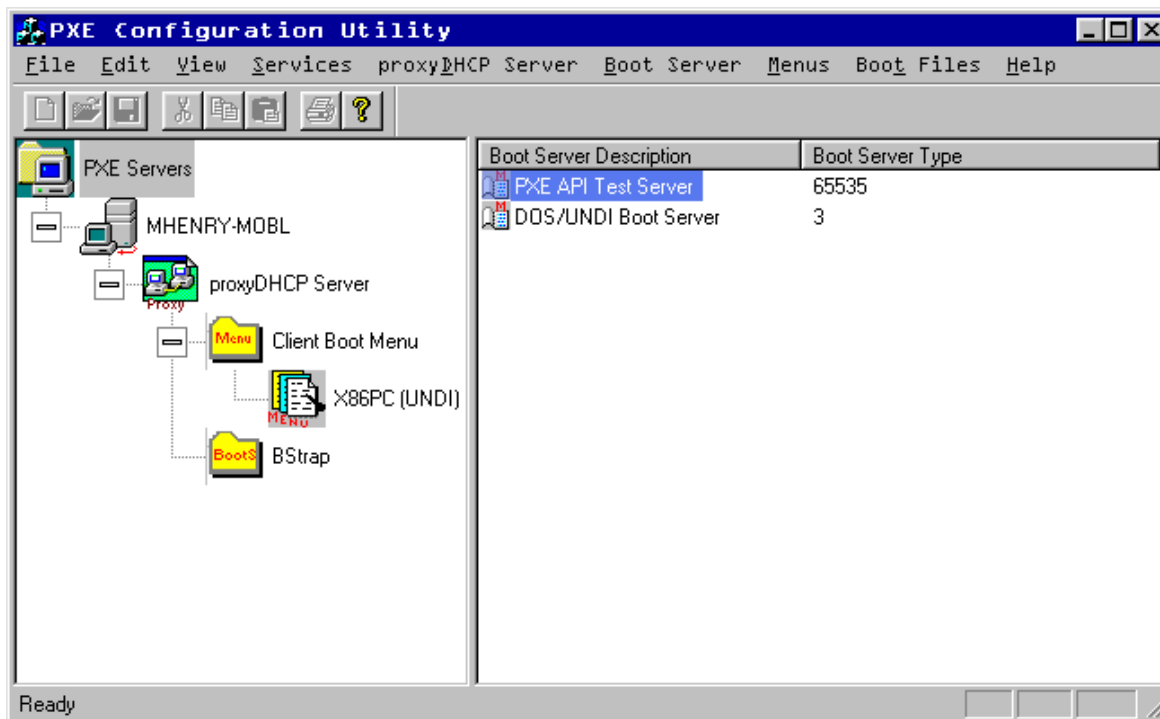 PXE Configuration Utility
File Edit View Services proxyDHCP Server Boot Server Menus Boot Files Help
PXE Servers
MHENRY-MOBL
proxyDHCP Server
Proxy
Menu Client Boot Menu
X86PC (UNDI)
MENU
BootS BStrap
Boot Server Description Boot Server Type
M PXE API Test Server 65535
M DOS/UNDI Boot Server 3
Ready